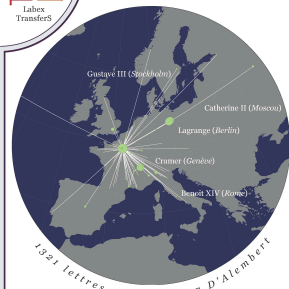 Labex
TransferS
Gustave III (Stockholm)
Catherine II (Moscou)
Lagrange (Berlin)
Cramer (Genève)
Benoit XIV (Rome)
1321 lettres
D'Alembert